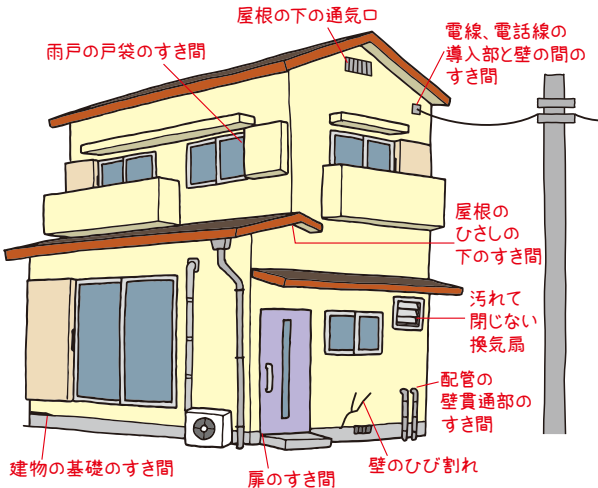 屋根の下の通気口
雨戸の戸袋のすき間
電線、電話線の
導入部と壁の間の
すき間
屋根の
ひさしの
下のすき間
汚れて
閉じない
換気扇
配管の
壁貫通部の
すき間
建物の基礎のすき間
扉のすき間
壁のひび割れ